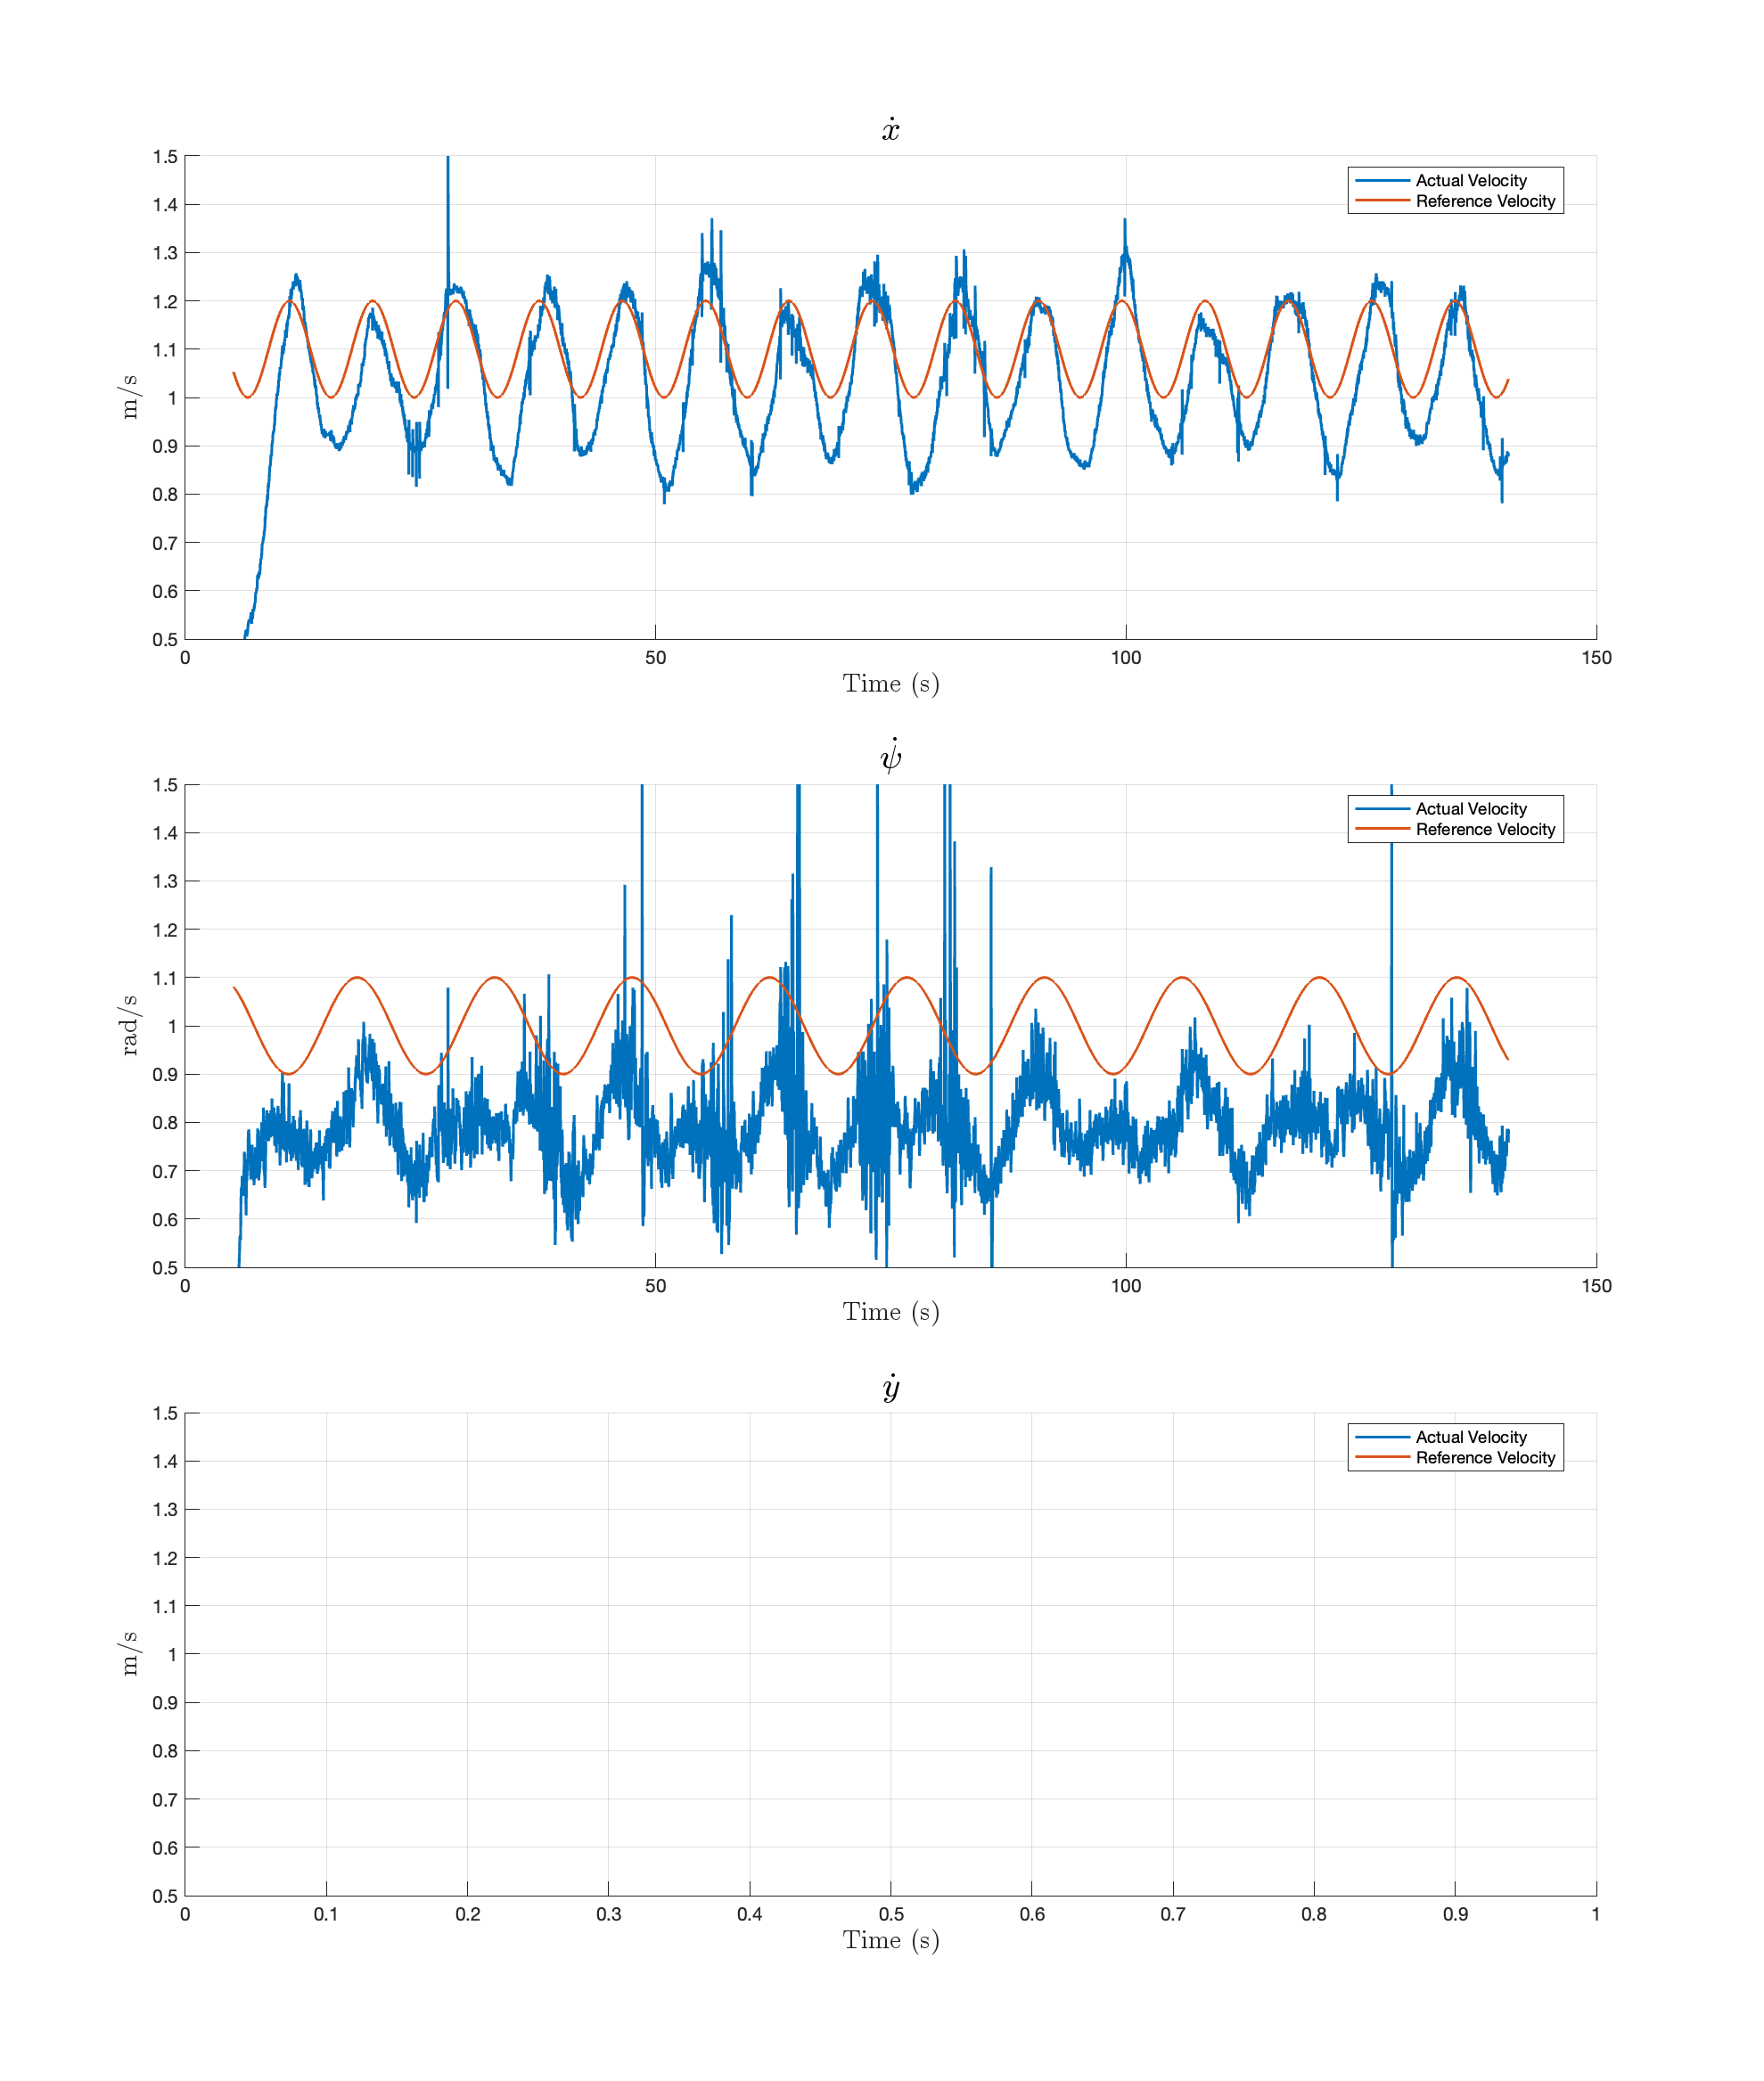 ẋ
1.5
1.4
1.3
1.2
1.1
1
0.9
0.8
0.7
0.6
0.5
m/s
Actual Velocity
Reference Velocity
0 50 100 150
Time (s)
ψ̇
1.5
1.4
1.3
1.2
1.1
1
0.9
0.8
0.7
0.6
0.5
rad/s
Actual Velocity
Reference Velocity
0 50 100 150
Time (s)
ẏ
1.5
1.4
1.3
1.2
1.1
1
0.9
0.8
0.7
0.6
0.5
m/s
Actual Velocity
Reference Velocity
0 0.1 0.2 0.3 0.4 0.5 0.6 0.7 0.8 0.9 1
Time (s)